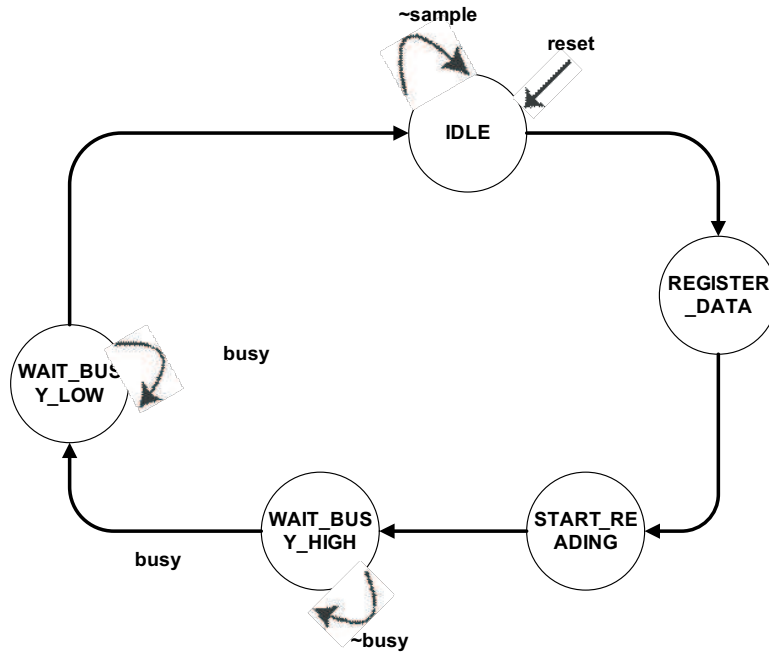 ~sample
reset
IDLE
REGISTER
_DATA
busy
WAIT_BUS
Y_LOW
WAIT_BUS
Y_HIGH
START_RE
ADING
busy
~busy